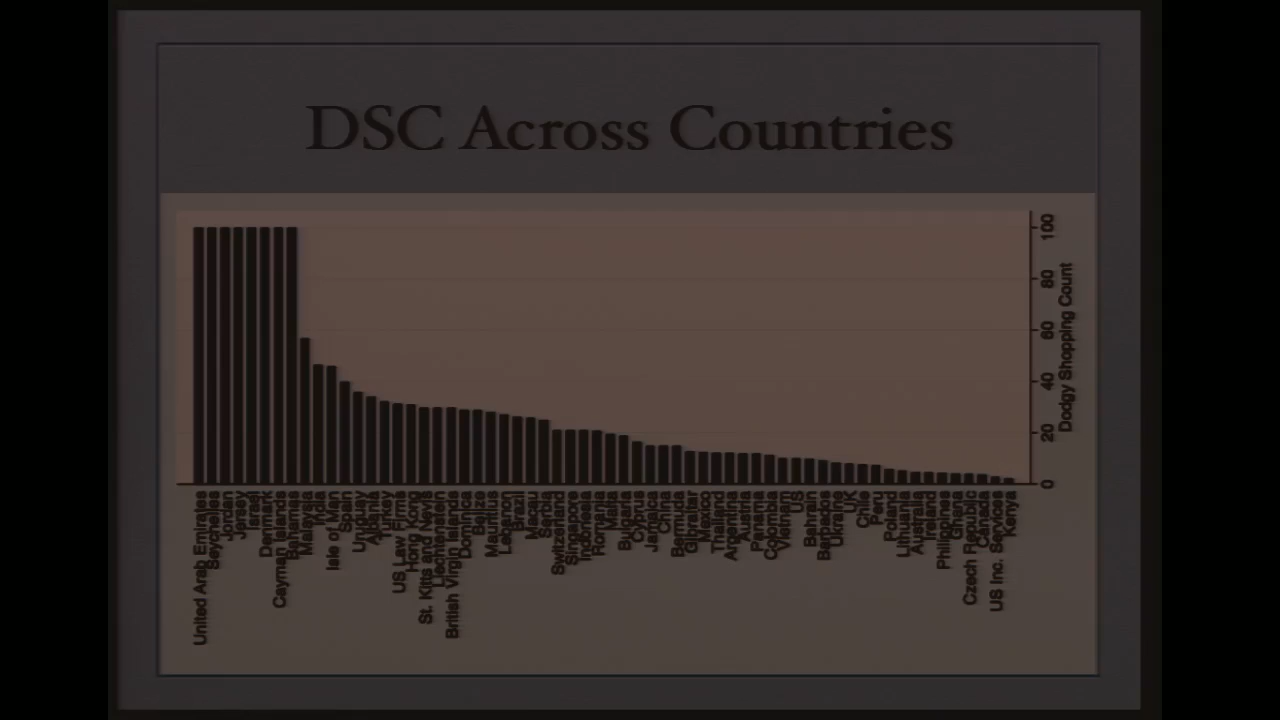 DSC Across Countries
100
80
60
40
20
0
Dodgy Shopping Count
United Arab Emirates
Seychelles
Jordan
Jersey
Israel
Denmark
Cayman Islands
Bahamas
Malaysia
India
Isle of Man
Spain
Uruguay
Albania
Turkey
US Law Firms
Hong Kong
St. Kitts and Nevis
Liechtenstein
British Virgin Islands
Dominica
Belize
Mauritius
Lebanon
Brazil
Macau
Serbia
Switzerland
Singapore
Indonesia
Romania
Malta
Bulgaria
Cyprus
Jamaica
China
Bermuda
Gibraltar
Mexico
Thailand
Argentina
Austria
Panama
Colombia
Vietnam
US
Bahrain
Barbados
Ukraine
UK
Chile
Peru
Poland
Lithuania
Australia
Ireland
Philippines
Ghana
Czech Republic
Canada
US Inc. Services
Kenya